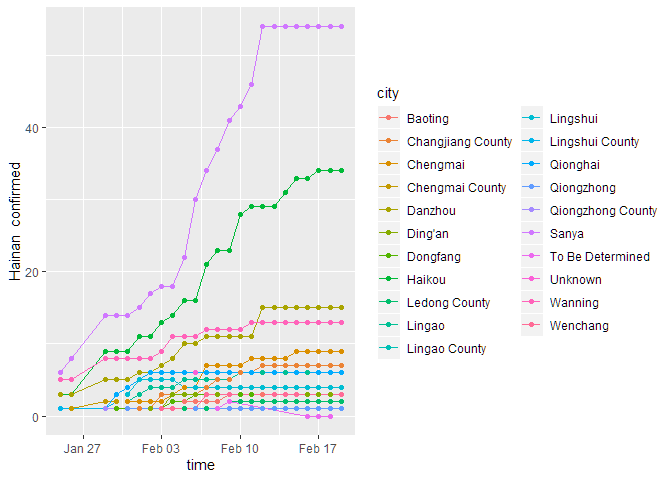 city
Baoting
Changjiang County
Chengmai
Chengmai County
Danzhou
Ding'an
Dongfang
Haikou
Ledong County
Lingao
Lingao County
Lingshui
Lingshui County
Qionghai
Qiongzhong
Qiongzhong County
Sanya
To Be Determined
Unknown
Wanning
Wenchang
Hainan confirmed
40
20
0
Jan 27
Feb 03
Feb 10
Feb 17
time